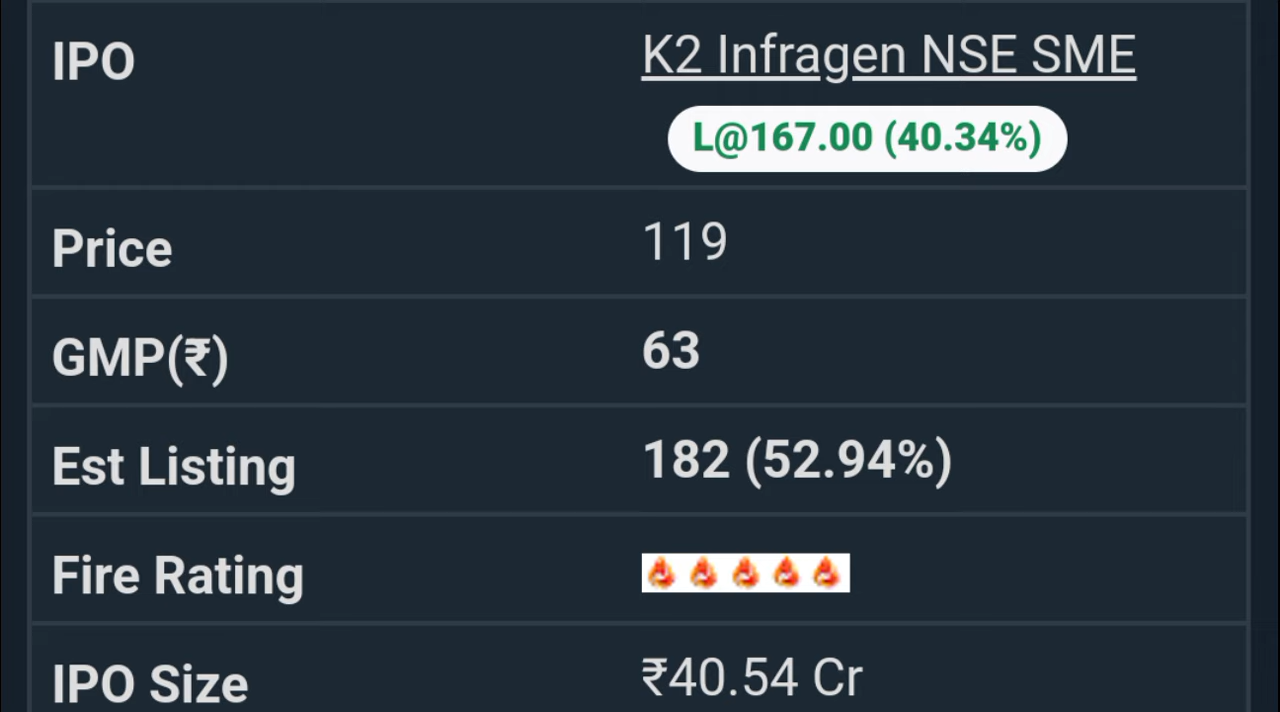 IPO K2 Infragen NSE SME
L@167.00 (40.34%)
Price 119
GMP(₹) 63
Est Listing 182 (52.94%)
Fire Rating
IPO Size ₹40.54 Cr